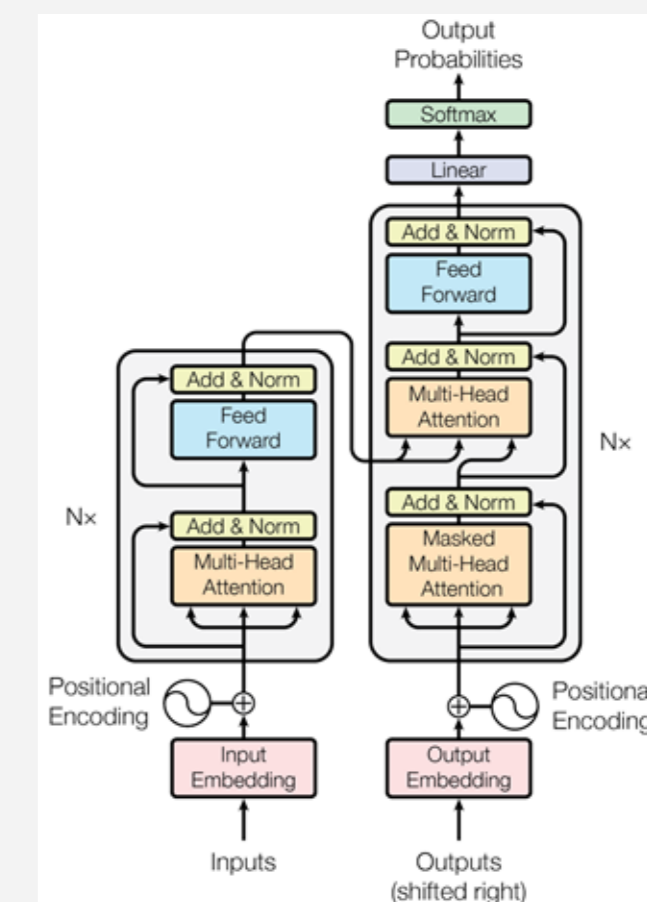 Output
Probabilities
Softmax
Linear
Add & Norm
Feed
Forward
Add & Norm
Multi-Head
Attention
Nx
Add & Norm
Masked
Multi-Head
Attention
Add & Norm
Feed
Forward
Nx
Add & Norm
Multi-Head
Attention
Positional
Encoding
Positiona
Encoding
Input
Embedding
Output
Embedding
Inputs
Outputs
(shifted right)